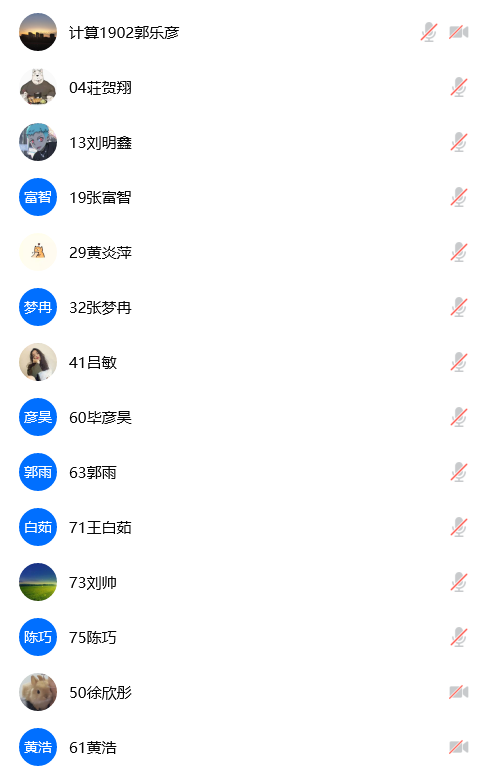 计算1902郭乐彦
04荘贺翔
13刘明鑫
富智 19张富智
29黄炎萍
梦冉 32张梦冉
41吕敏
彦昊 60毕彦昊
郭雨 63郭雨
白茹 71王白茹
73刘帅
陈巧 75陈巧
50徐欣彤
黄浩 61黄浩